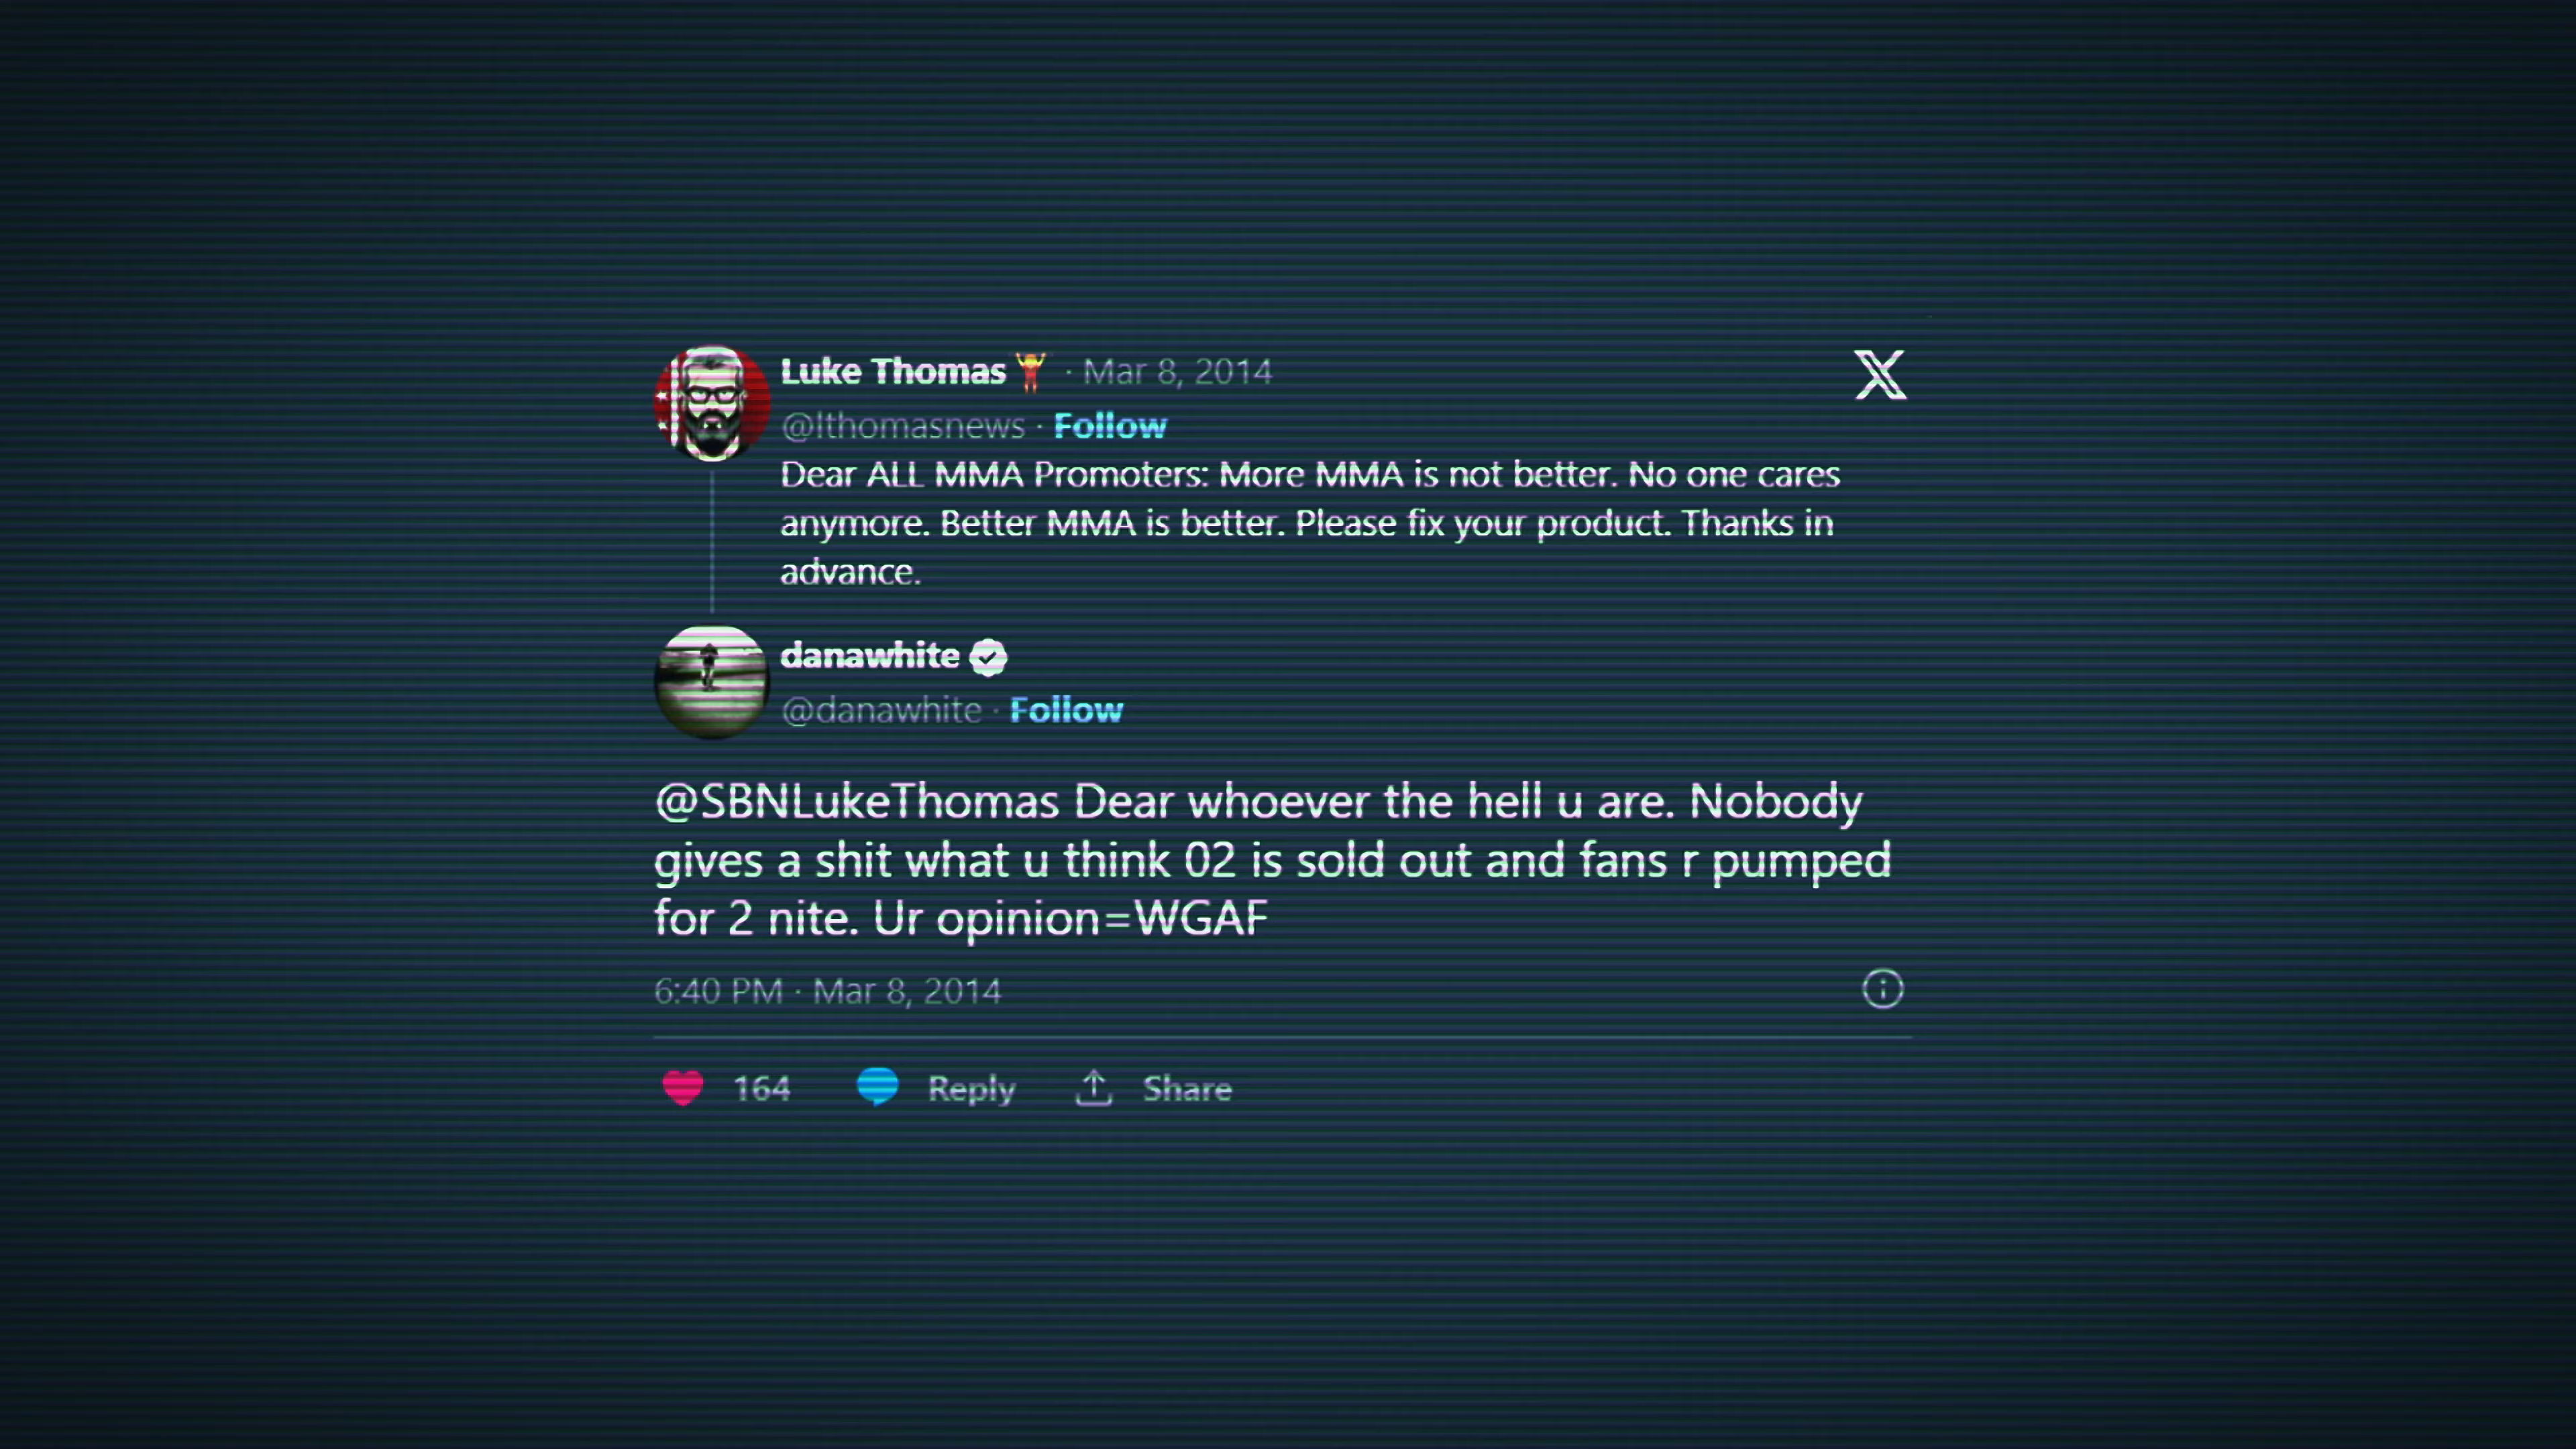 Luke Thomas · Mar 8, 2014
@lthomasnews · Follow
Dear ALL MMA Promoters: More MMA is not better. No one cares
anymore. Better MMA is better. Please fix your product. Thanks in
advance.
danawhite
@danawhite · Follow
@SBNLukeThomas Dear whoever the hell u are. Nobody
gives a shit what u think 02 is sold out and fans r pumped
for 2 nite. Ur opinion=WGAF
6:40 PM · Mar 8, 2014
164 Reply Share